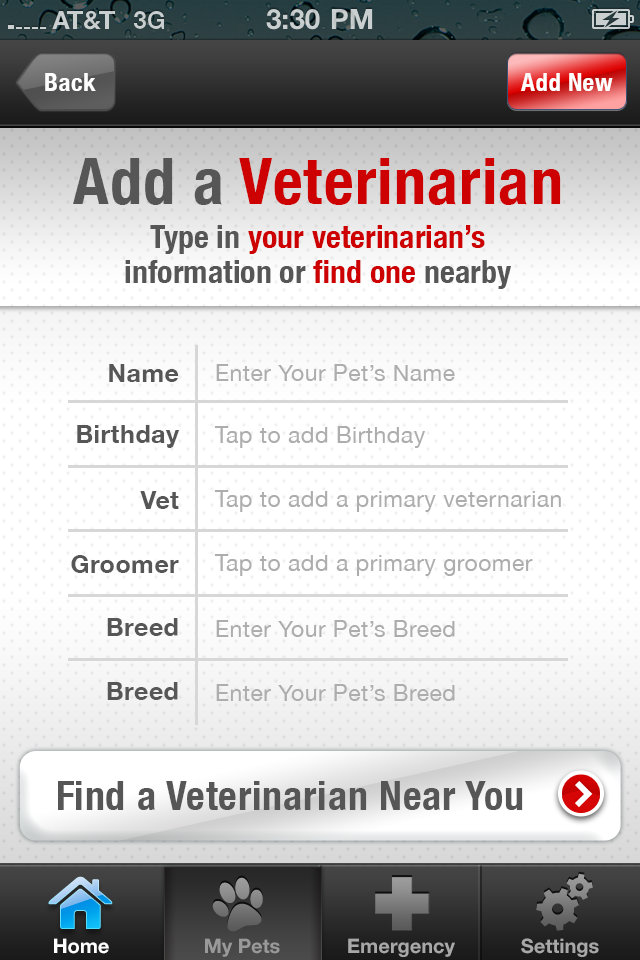 AT&T 3G 3:30 PM
Back
Add New
Add a Veterinarian
Type in your veterinarian's
information or find one nearby
Name Enter Your Pet's Name
Birthday Tap to add Birthday
Vet Tap to add a primary veternarian
Groomer Tap to add a primary groomer
Breed Enter Your Pet's Breed
Breed Enter Your Pet's Breed
Find a Veterinarian Near You
Home My Pets Emergency Settings